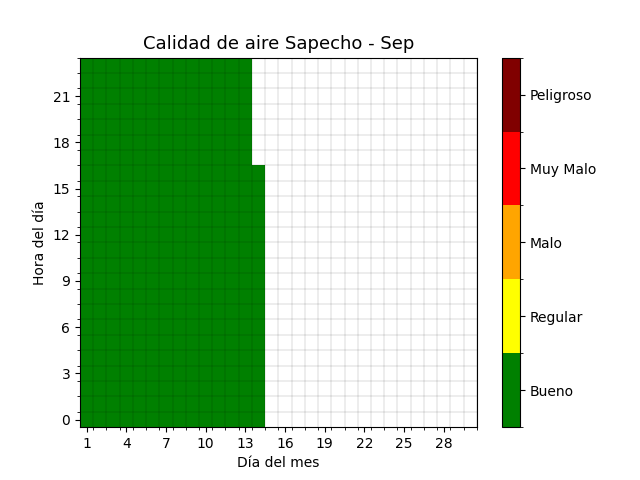 Calidad de aire Sapecho - Sep
Hora del día
21
18
15
12
9
6
3
0
1 4 7 10 13 16 19 22 25 28
Día del mes
Peligroso
Muy Malo
Malo
Regular
Bueno